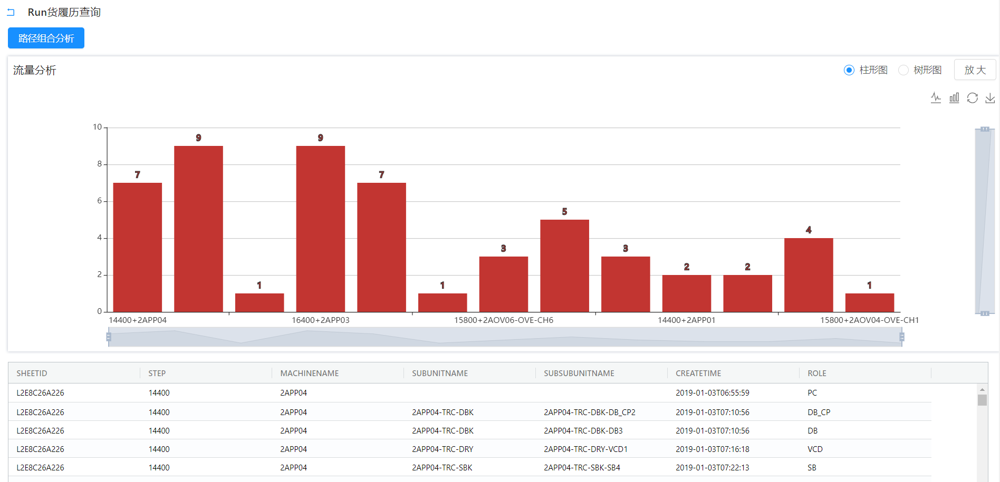 Run货履历查询
路径组合分析
流量分析
柱形图 树形图 放大
10
8
6
4
2
0
7 9 1 9 7 1 3 5 3 2 2 4 1
14400+2APP04 16400+2APP03 15800+2AOV06-OVE-CH6 14400+2APP01 15800+2AOV04-OVE-CH1
SHEETID STEP MACHINENAME SUBUNITNAME SUBSUBUNITNAME CREATETIME ROLE
L2E8C26A226 14400 2APP04 2019-01-03T06:55:59 PC
L2E8C26A226 14400 2APP04 2APP04-TRC-DBK 2APP04-TRC-DBK-DB_CP2 2019-01-03T07:10:56 DB_CP
L2E8C26A226 14400 2APP04 2APP04-TRC-DBK 2APP04-TRC-DBK-DB3 2019-01-03T07:10:56 DB
L2E8C26A226 14400 2APP04 2APP04-TRC-DRY 2APP04-TRC-DRY-VCD1 2019-01-03T07:16:18 VCD
L2E8C26A226 14400 2APP04 2APP04-TRC-SBK 2APP04-TRC-SBK-SB4 2019-01-03T07:22:13 SB